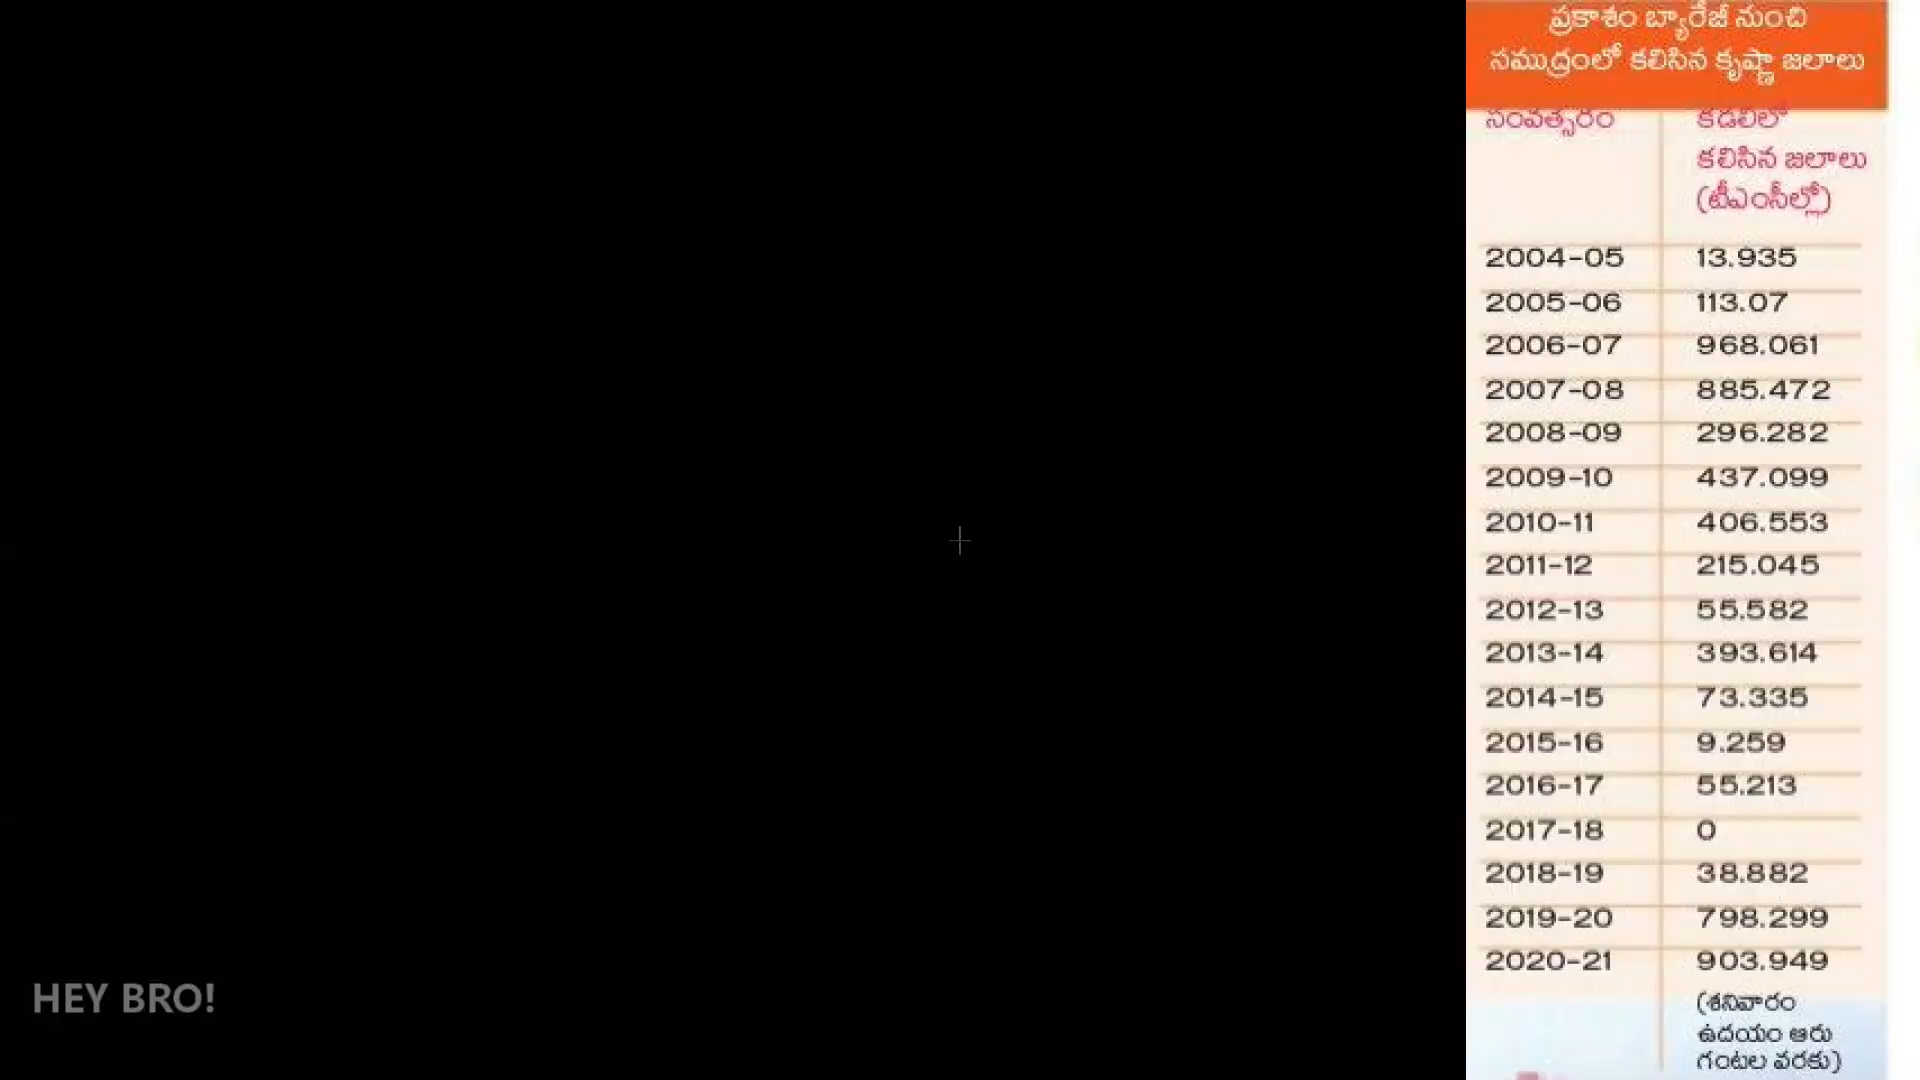 ప్రకాశం బ్యారేజీ నుంచి
సముద్రంలో కలిసిన కృష్ణా జలాలు
సంవత్సరం కడలిలో
కలిసిన జలాలు
(టీఎంసీల్లో)
2004-05 13.935
2005-06 113.07
2006-07 968.061
2007-08 885.472
2008-09 296.282
2009-10 437.099
2010-11 406.553
2011-12 215.045
2012-13 55.582
2013-14 393.614
2014-15 73.335
2015-16 9.259
2016-17 55.213
2017-18 0
2018-19 38.882
2019-20 798.299
2020-21 903.949
(శనివారం
ఉదయం ఆరు
గంటల వరకు)
HEY BRO!